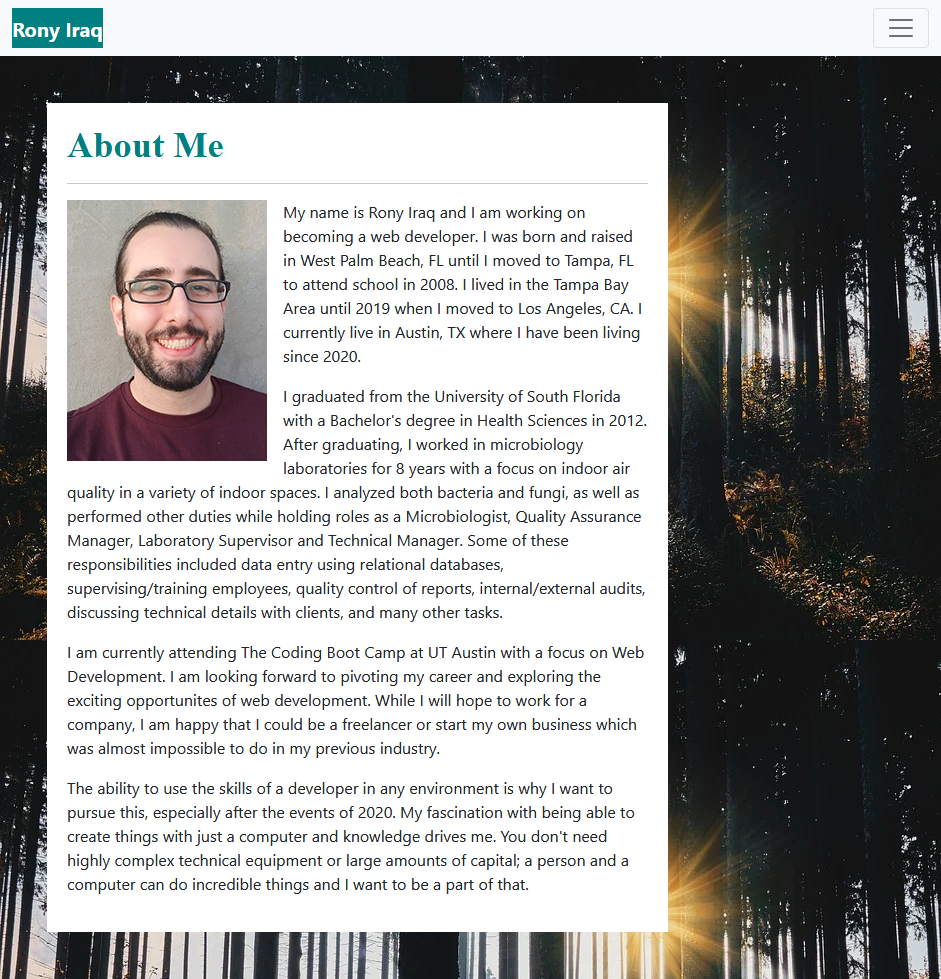 Rony Iraq
About Me
My name is Rony Iraq and I am working on
becoming a web developer. I was born and raised
in West Palm Beach, FL until I moved to Tampa, FL
to attend school in 2008. I lived in the Tampa Bay
Area until 2019 when I moved to Los Angeles, CA. I
currently live in Austin, TX where I have been living
since 2020.
I graduated from the University of South Florida
with a Bachelor's degree in Health Sciences in 2012.
After graduating, I worked in microbiology
laboratories for 8 years with a focus on indoor air
quality in a variety of indoor spaces. I analyzed both bacteria and fungi, as well as
performed other duties while holding roles as a Microbiologist, Quality Assurance
Manager, Laboratory Supervisor and Technical Manager. Some of these
responsibilities included data entry using relational databases,
supervising/training employees, quality control of reports, internal/external audits,
discussing technical details with clients, and many other tasks.
I am currently attending The Coding Boot Camp at UT Austin with a focus on Web
Development. I am looking forward to pivoting my career and exploring the
exciting opportunites of web development. While I will hope to work for a
company, I am happy that I could be a freelancer or start my own business which
was almost impossible to do in my previous industry.
The ability to use the skills of a developer in any environment is why I want to
pursue this, especially after the events of 2020. My fascination with being able to
create things with just a computer and knowledge drives me. You don't need
highly complex technical equipment or large amounts of capital; a person and a
computer can do incredible things and I want to be a part of that.